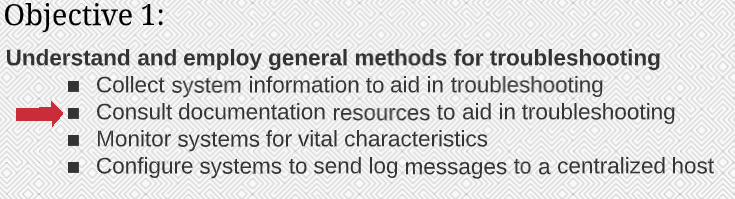 Objective 1:
Understand and employ general methods for troubleshooting
Collect system information to aid in troubleshooting
Consult documentation resources to aid in troubleshooting
Monitor systems for vital characteristics
Configure systems to send log messages to a centralized host